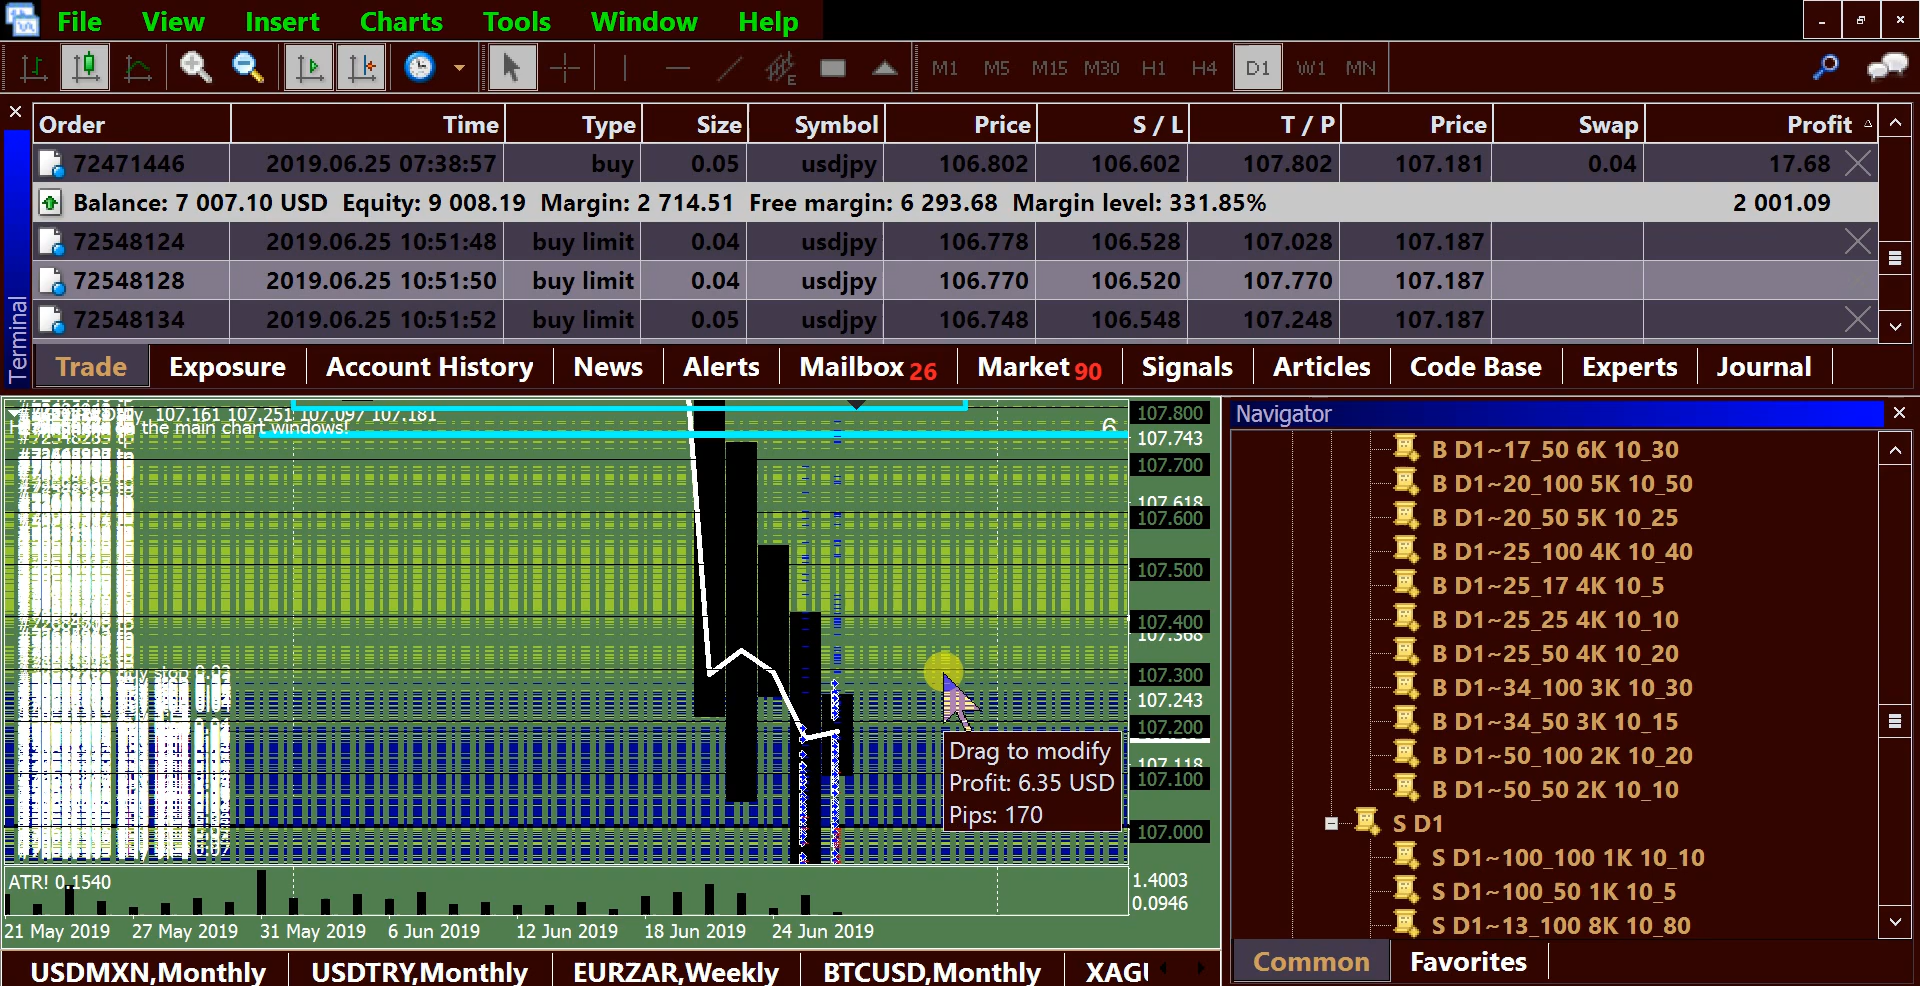 File View Insert Charts Tools Window Help
M1 M5 M15 M30 H1 H4 D1 W1 MN
Order Time Type Size Symbol Price S / L T / P Price Swap Profit
72471446 2019.06.25 07:38:57 buy 0.05 usdjpy 106.802 106.602 107.802 107.181 0.04 17.68
Balance: 7 007.10 USD Equity: 9 008.19 Margin: 2 714.51 Free margin: 6 293.68 Margin level: 331.85% 2 001.09
72548124 2019.06.25 10:51:48 buy limit 0.04 usdjpy 106.778 106.528 107.028 107.187
72548128 2019.06.25 10:51:50 buy limit 0.04 usdjpy 106.770 106.520 107.770 107.187
72548134 2019.06.25 10:51:52 buy limit 0.05 usdjpy 106.748 106.548 107.248 107.187
Terminal
Trade Exposure Account History News Alerts Mailbox 26 Market 90 Signals Articles Code Base Experts Journal
107.161 107.251 107.097 107.181
the main chart windows!
6
107.800
107.743
107.700
107.618
107.600
107.500
107.400
107.368
107.300
107.243
107.200
107.118
107.100
107.000
buy stop 0.03
Drag to modify
Profit: 6.35 USD
Pips: 170
ATR! 0.1540
1.4003
0.0946
21 May 2019 27 May 2019 31 May 2019 6 Jun 2019 12 Jun 2019 18 Jun 2019 24 Jun 2019
USDMXN,Monthly USDTRY,Monthly EURZAR,Weekly BTCUSD,Monthly XAGU
Navigator
B D1~17_50 6K 10_30
B D1~20_100 5K 10_50
B D1~20_50 5K 10_25
B D1~25_100 4K 10_40
B D1~25_17 4K 10_5
B D1~25_25 4K 10_10
B D1~25_50 4K 10_20
B D1~34_100 3K 10_30
B D1~34_50 3K 10_15
B D1~50_100 2K 10_20
B D1~50_50 2K 10_10
S D1
S D1~100_100 1K 10_10
S D1~100_50 1K 10_5
S D1~13_100 8K 10_80
Common Favorites